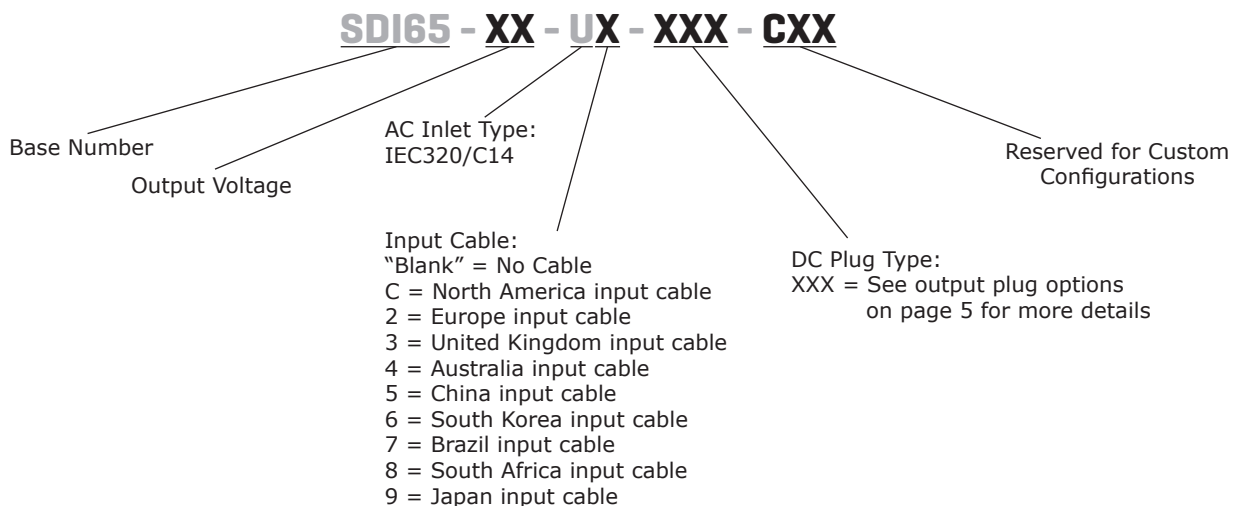 SDI65 - XX - UX - XXX - CXX
Base Number
Output Voltage
AC Inlet Type:
IEC320/C14
Input Cable:
“Blank” = No Cable
C = North America input cable
2 = Europe input cable
3 = United Kingdom input cable
4 = Australia input cable
5 = China input cable
6 = South Korea input cable
7 = Brazil input cable
8 = South Africa input cable
9 = Japan input cable
DC Plug Type:
XXX = See output plug options
on page 5 for more details
Reserved for Custom
Configurations